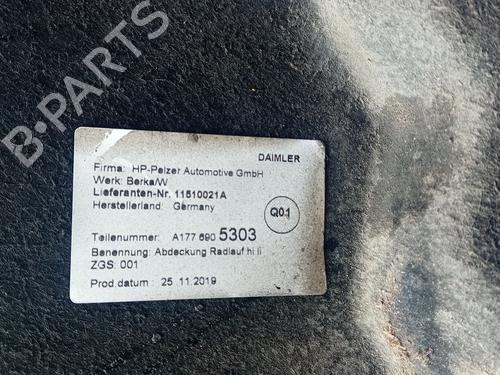 B-PARTS
DAIMLER
Firma: HP-Pelzer Automotive GmbH
Werk: Berka/W
Lieferanten-Nr. 11510021A
Herstellerland: Germany
Q01
Teilenummer: A177 690 5303
Benennung: Abdeckung Radlauf hi li
ZGS: 001
Prod.datum: 25.11.2019